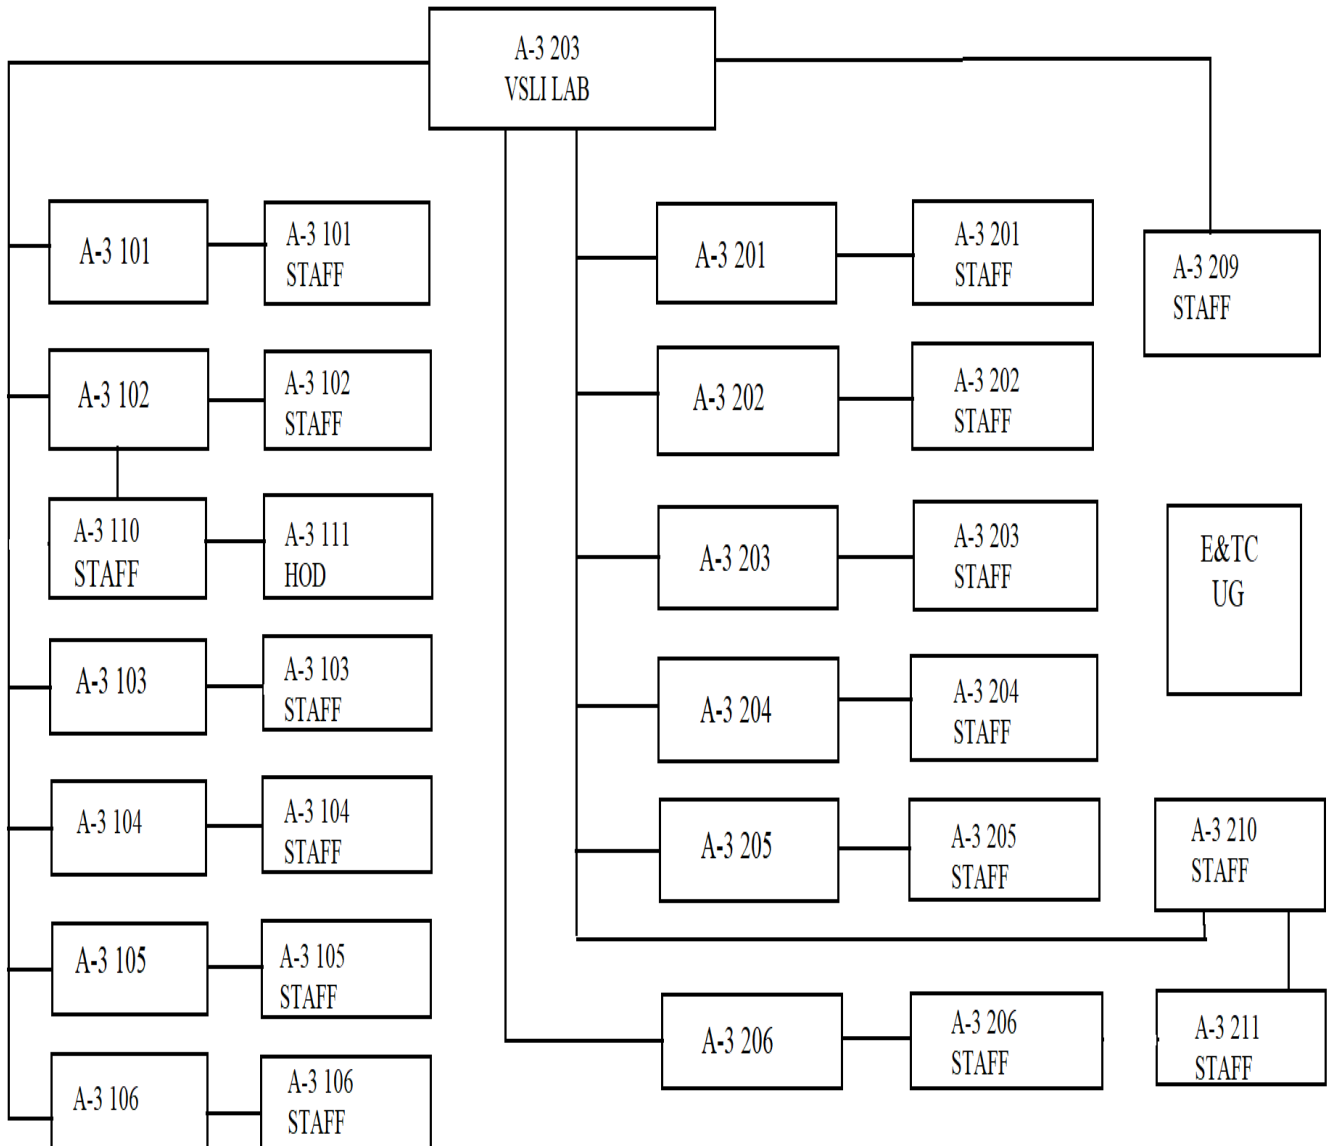 A-3 203
VSLI LAB
A-3 101
A-3 101
STAFF
A-3 201
A-3 201
STAFF
A-3 209
STAFF
A-3 102
A-3 102
STAFF
A-3 202
A-3 202
STAFF
A-3 110
STAFF
A-3 111
HOD
A-3 203
A-3 203
STAFF
E&TC
UG
A-3 103
A-3 103
STAFF
A-3 204
A-3 204
STAFF
A-3 104
A-3 104
STAFF
A-3 205
A-3 205
STAFF
A-3 210
STAFF
A-3 105
A-3 105
STAFF
A-3 206
A-3 206
STAFF
A-3 211
STAFF
A-3 106
A-3 106
STAFF